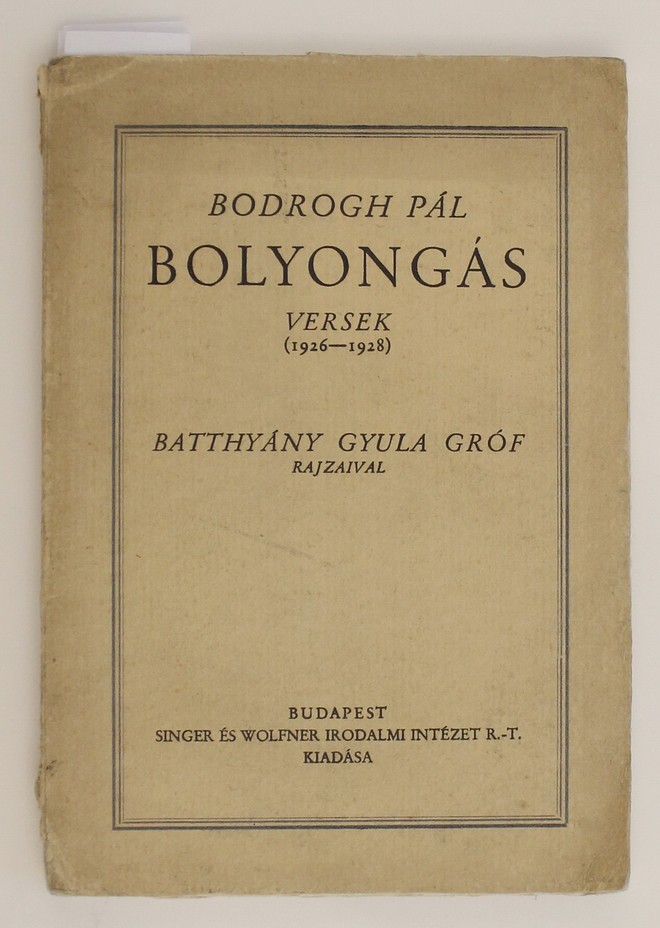 BODROGH PÁL
BOLYONGÁS
VERSEK
(1926—1928)
BATTHYÁNY GYULA GRÓF
RAJZAIVAL
BUDAPEST
SINGER ÉS WOLFNER IRODALMI INTÉZET R.-T.
KIADÁSA